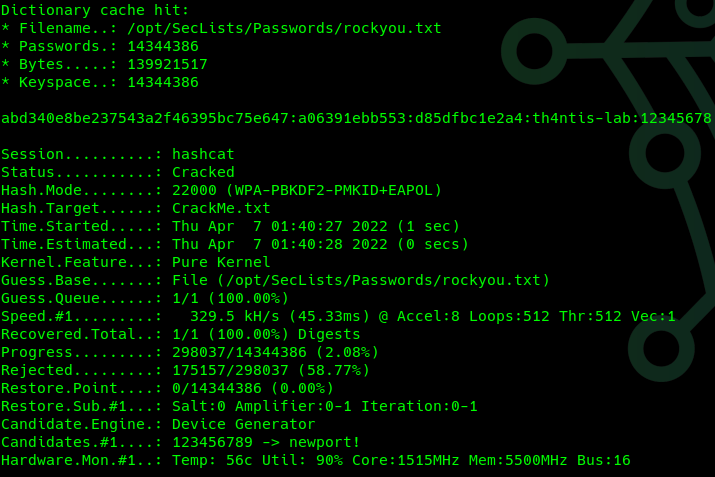 Dictionary cache hit:
* Filename..: /opt/SecLists/Passwords/rockyou.txt
* Passwords.: 14344386
* Bytes.....: 139921517
* Keyspace..: 14344386
abd340e8be237543a2f46395bc75e647:a06391ebb553:d85dfbc1e2a4:th4ntis-lab:12345678
Session..........: hashcat
Status...........: Cracked
Hash.Mode........: 22000 (WPA-PBKDF2-PMKID+EAPOL)
Hash.Target......: CrackMe.txt
Time.Started.....: Thu Apr  7 01:40:27 2022 (1 sec)
Time.Estimated...: Thu Apr  7 01:40:28 2022 (0 secs)
Kernel.Feature...: Pure Kernel
Guess.Base.......: File (/opt/SecLists/Passwords/rockyou.txt)
Guess.Queue......: 1/1 (100.00%)
Speed.#1.........:   329.5 kH/s (45.33ms) @ Accel:8 Loops:512 Thr:512 Vec:1
Recovered.Total..: 1/1 (100.00%) Digests
Progress.........: 298037/14344386 (2.08%)
Rejected.........: 175157/298037 (58.77%)
Restore.Point....: 0/14344386 (0.00%)
Restore.Sub.#1...: Salt:0 Amplifier:0-1 Iteration:0-1
Candidate.Engine.: Device Generator
Candidates.#1....: 123456789 -> newport!
Hardware.Mon.#1..: Temp: 56c Util: 90% Core:1515MHz Mem:5500MHz Bus:16